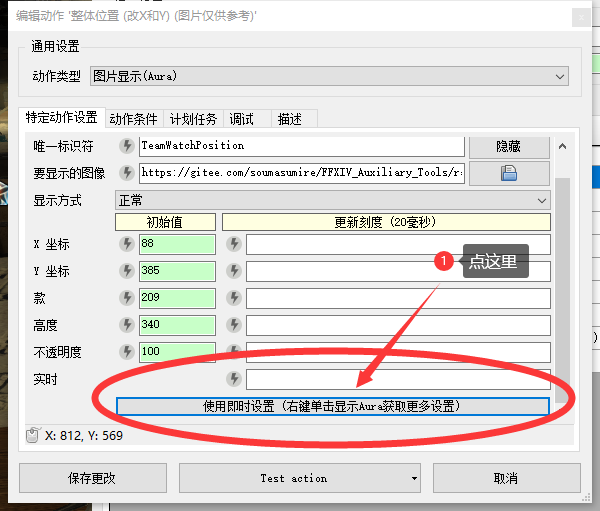 编辑动作 '整体位置 (改X和Y) (图片仅供参考)'
通用设置
动作类型 图片显示(Aura)
特定动作设置 动作条件 计划任务 调试 描述
唯一标识符 TeamWatchPosition 隐藏
要显示的图像 https://gitee.com/soumasumire/FFXIV_Auxiliary_Tools/r
显示方式 正常
初始值 更新刻度 (20毫秒)
X 坐标 88
1 点这里
Y 坐标 385
款 209
高度 340
不透明度 100
实时
使用即时设置 (右键单击显示Aura获取更多设置)
X: 812, Y: 569
保存更改 Test action 取消